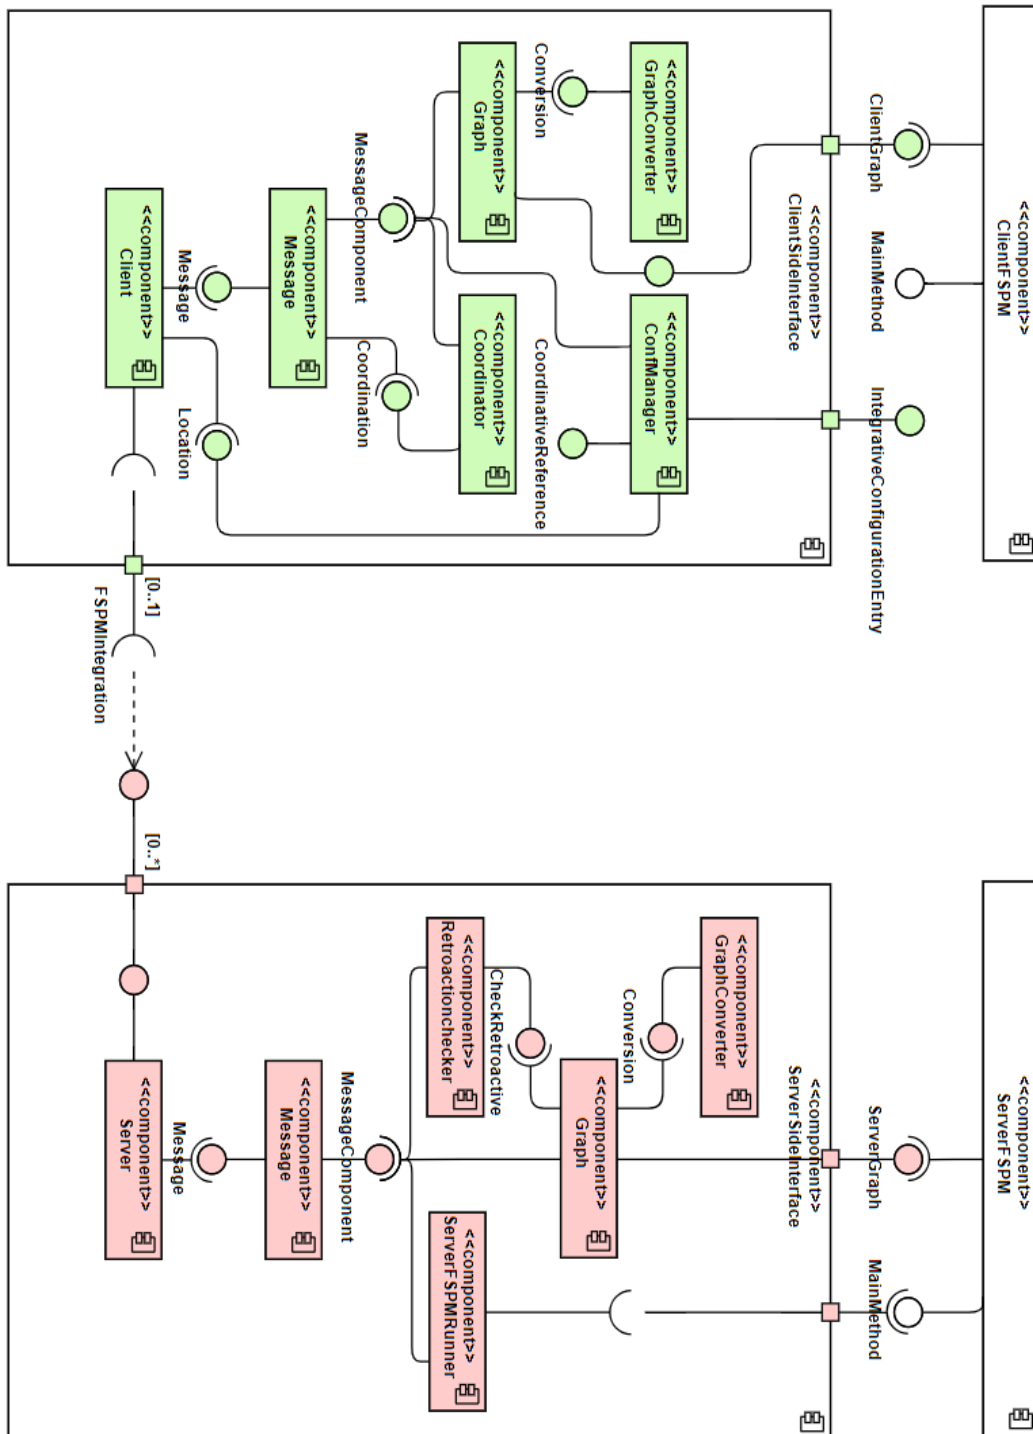 <<component>>
ClientFSPM
ClientGraph
MainMethod
IntegrativeConfigurationEntry
<<component>>
ClientSideInterface
<<component>>
GraphConverter
<<component>>
ConfManager
Conversion
CoordinativeReference
<<component>>
Graph
<<component>>
Coordinator
MessageComponent
Coordination
<<component>>
Message
Message
Location
<<component>>
Client
[0..1]
FSPMIntegration
[0..*]
<<component>>
ServerFSPM
ServerGraph
MainMethod
<<component>>
ServerSideInterface
<<component>>
GraphConverter
Conversion
<<component>>
Graph
CheckRetroactive
<<component>>
Retroactionchecker
<<component>>
ServerFSPMRunner
MessageComponent
<<component>>
Message
Message
<<component>>
Server